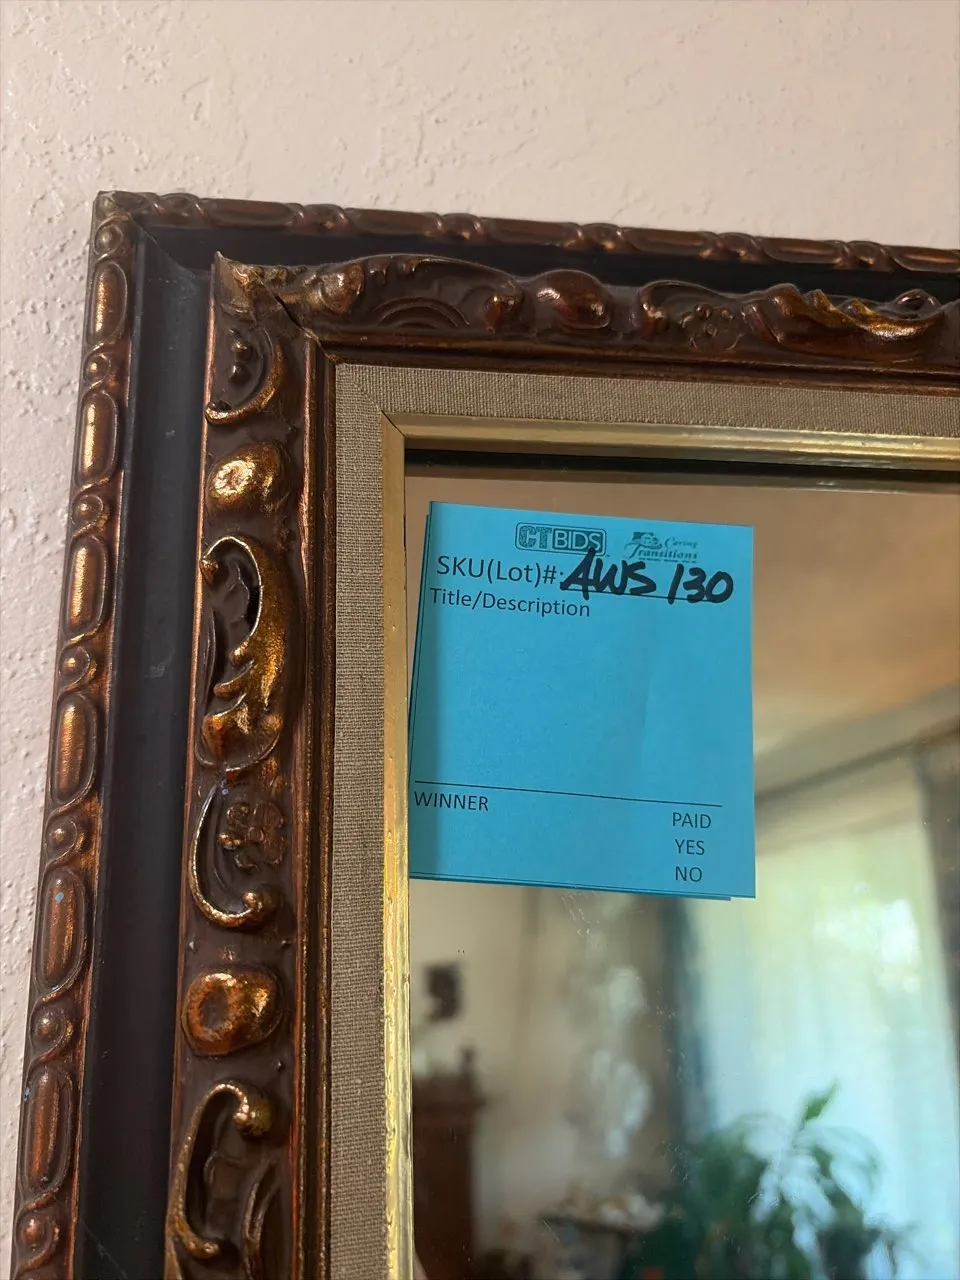 CTBIDS Caring Transitions
SKU(Lot)#: AWS 130
Title/Description
WINNER
PAID
YES
NO